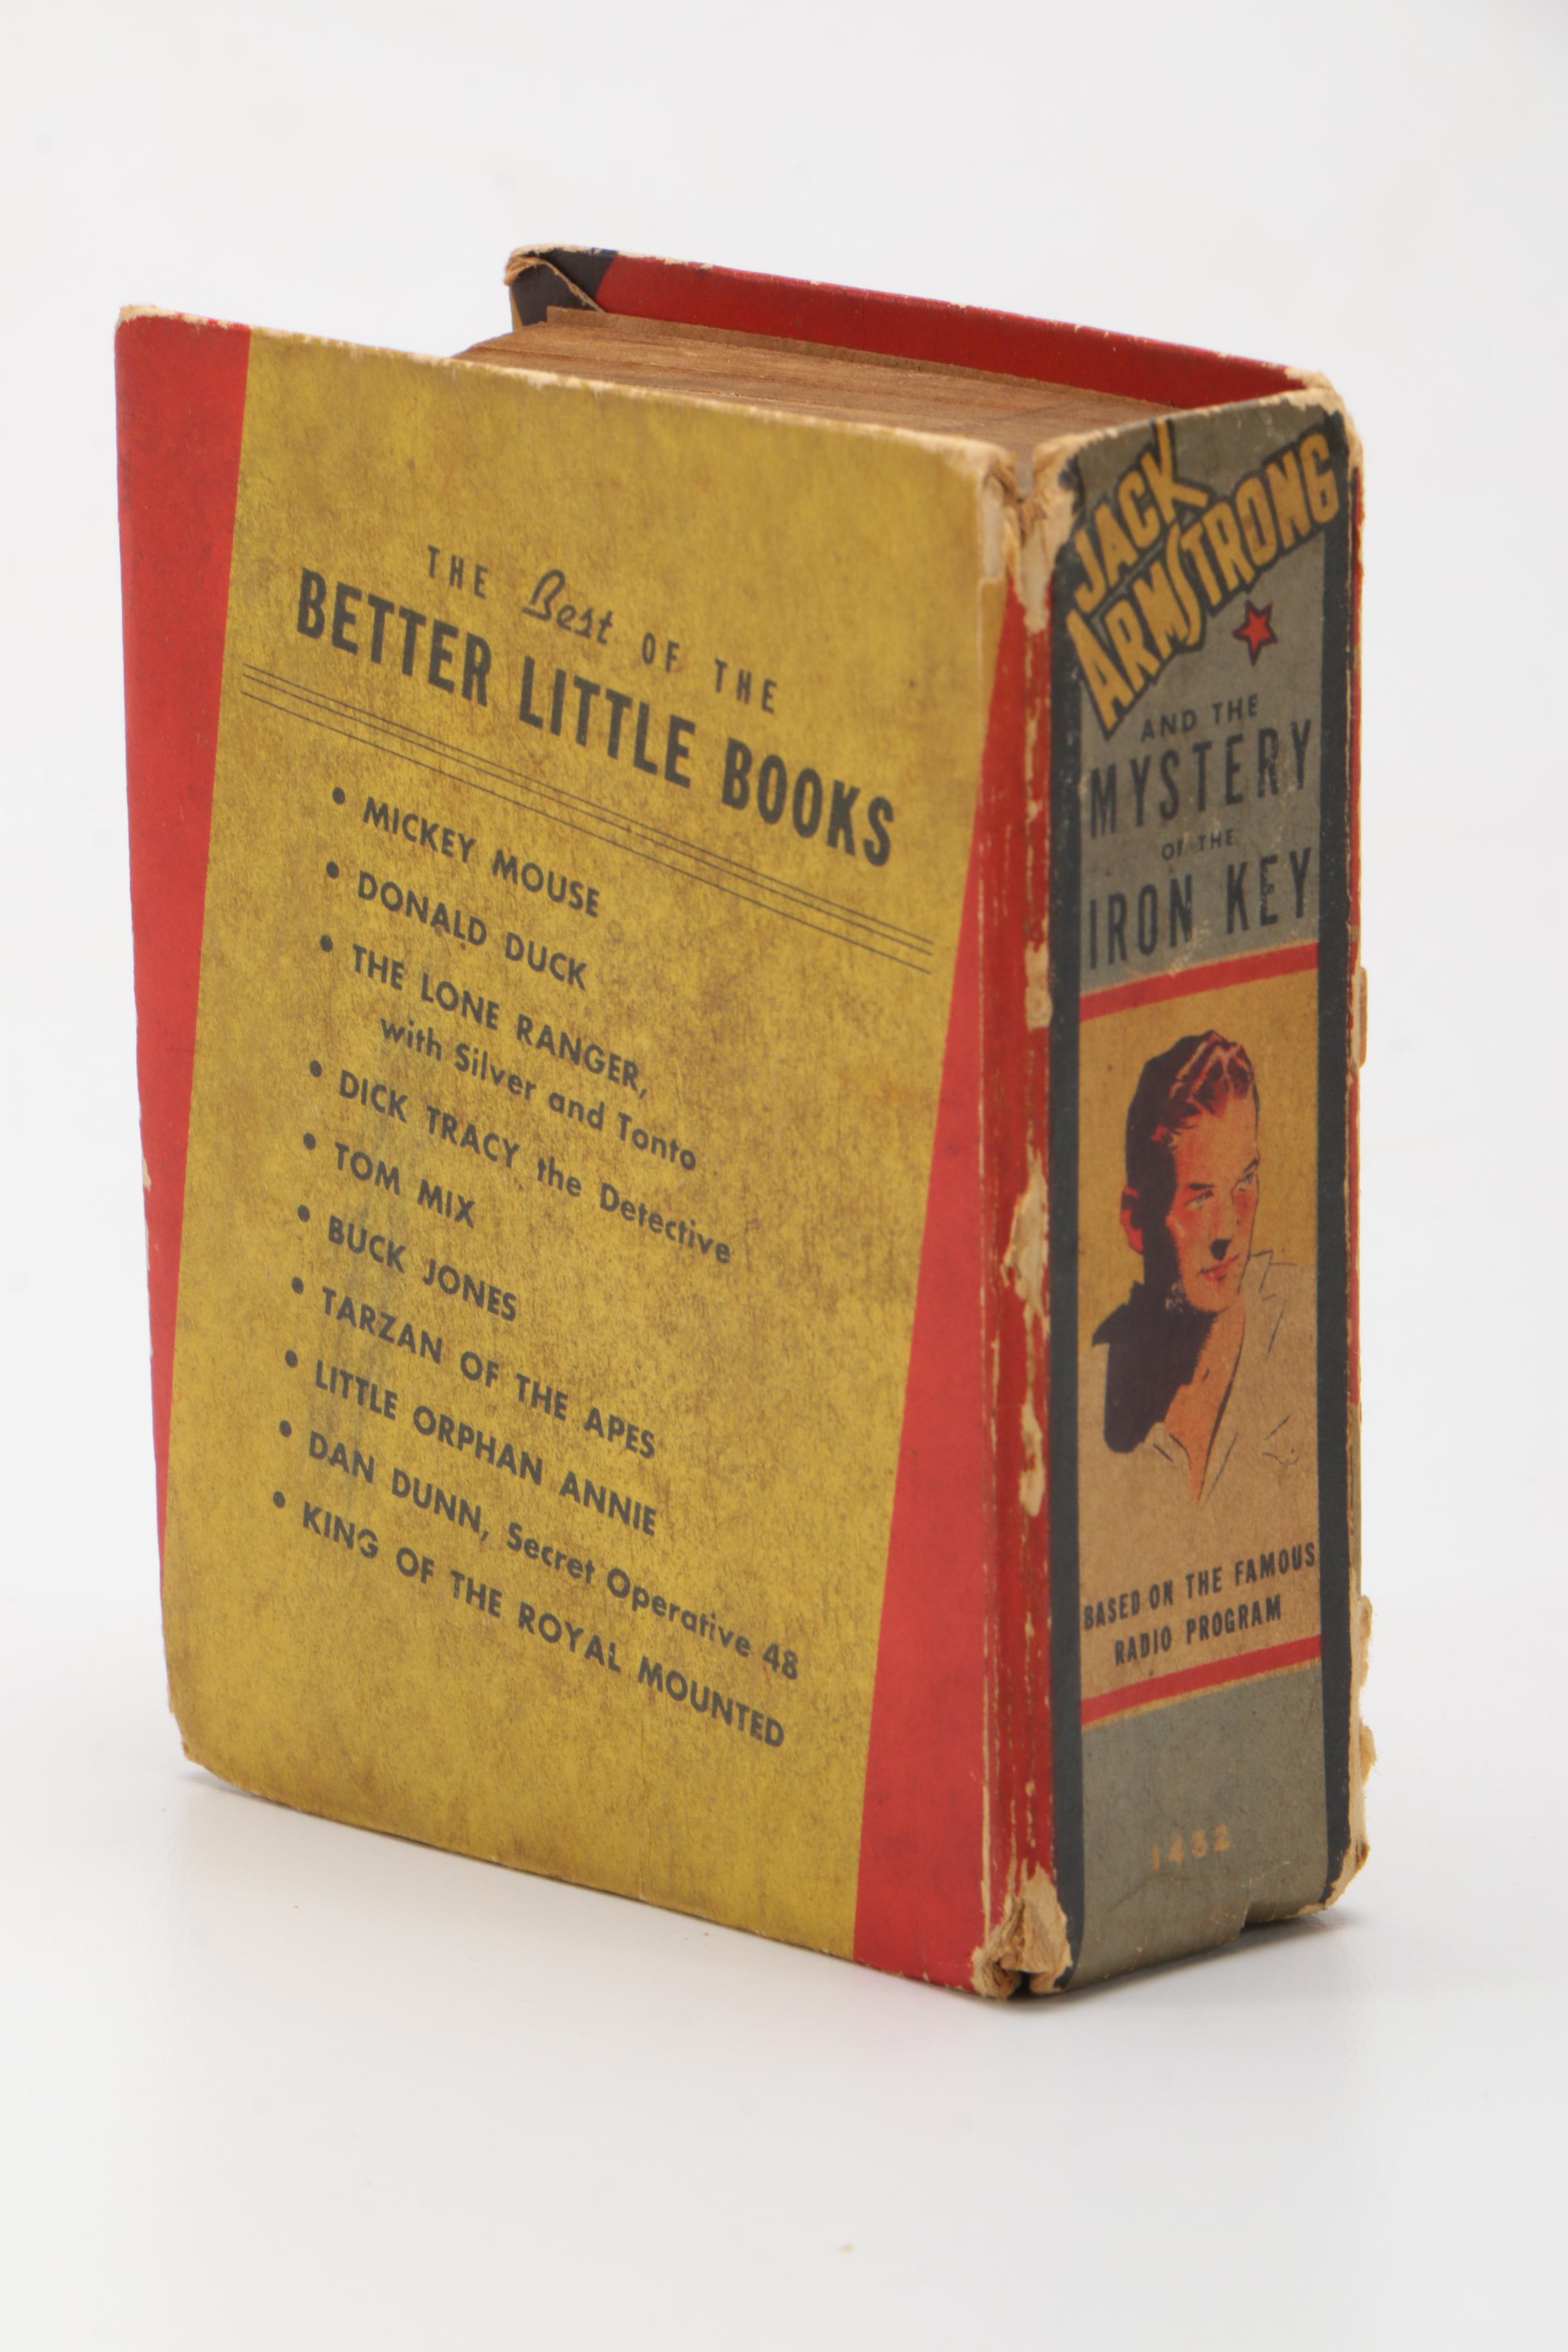 THE Best OF THE
BETTER LITTLE BOOKS
• MICKEY MOUSE
• DONALD DUCK
• THE LONE RANGER,
with Silver and Tonto
• DICK TRACY the Detective
• TOM MIX
• BUCK JONES
• TARZAN OF THE APES
• LITTLE ORPHAN ANNIE
• DAN DUNN, Secret Operative 48
• KING OF THE ROYAL MOUNTED
JACK
ARMSTRONG
AND THE
MYSTERY
OF THE
IRON KEY
BASED ON THE FAMOUS
RADIO PROGRAM
1432